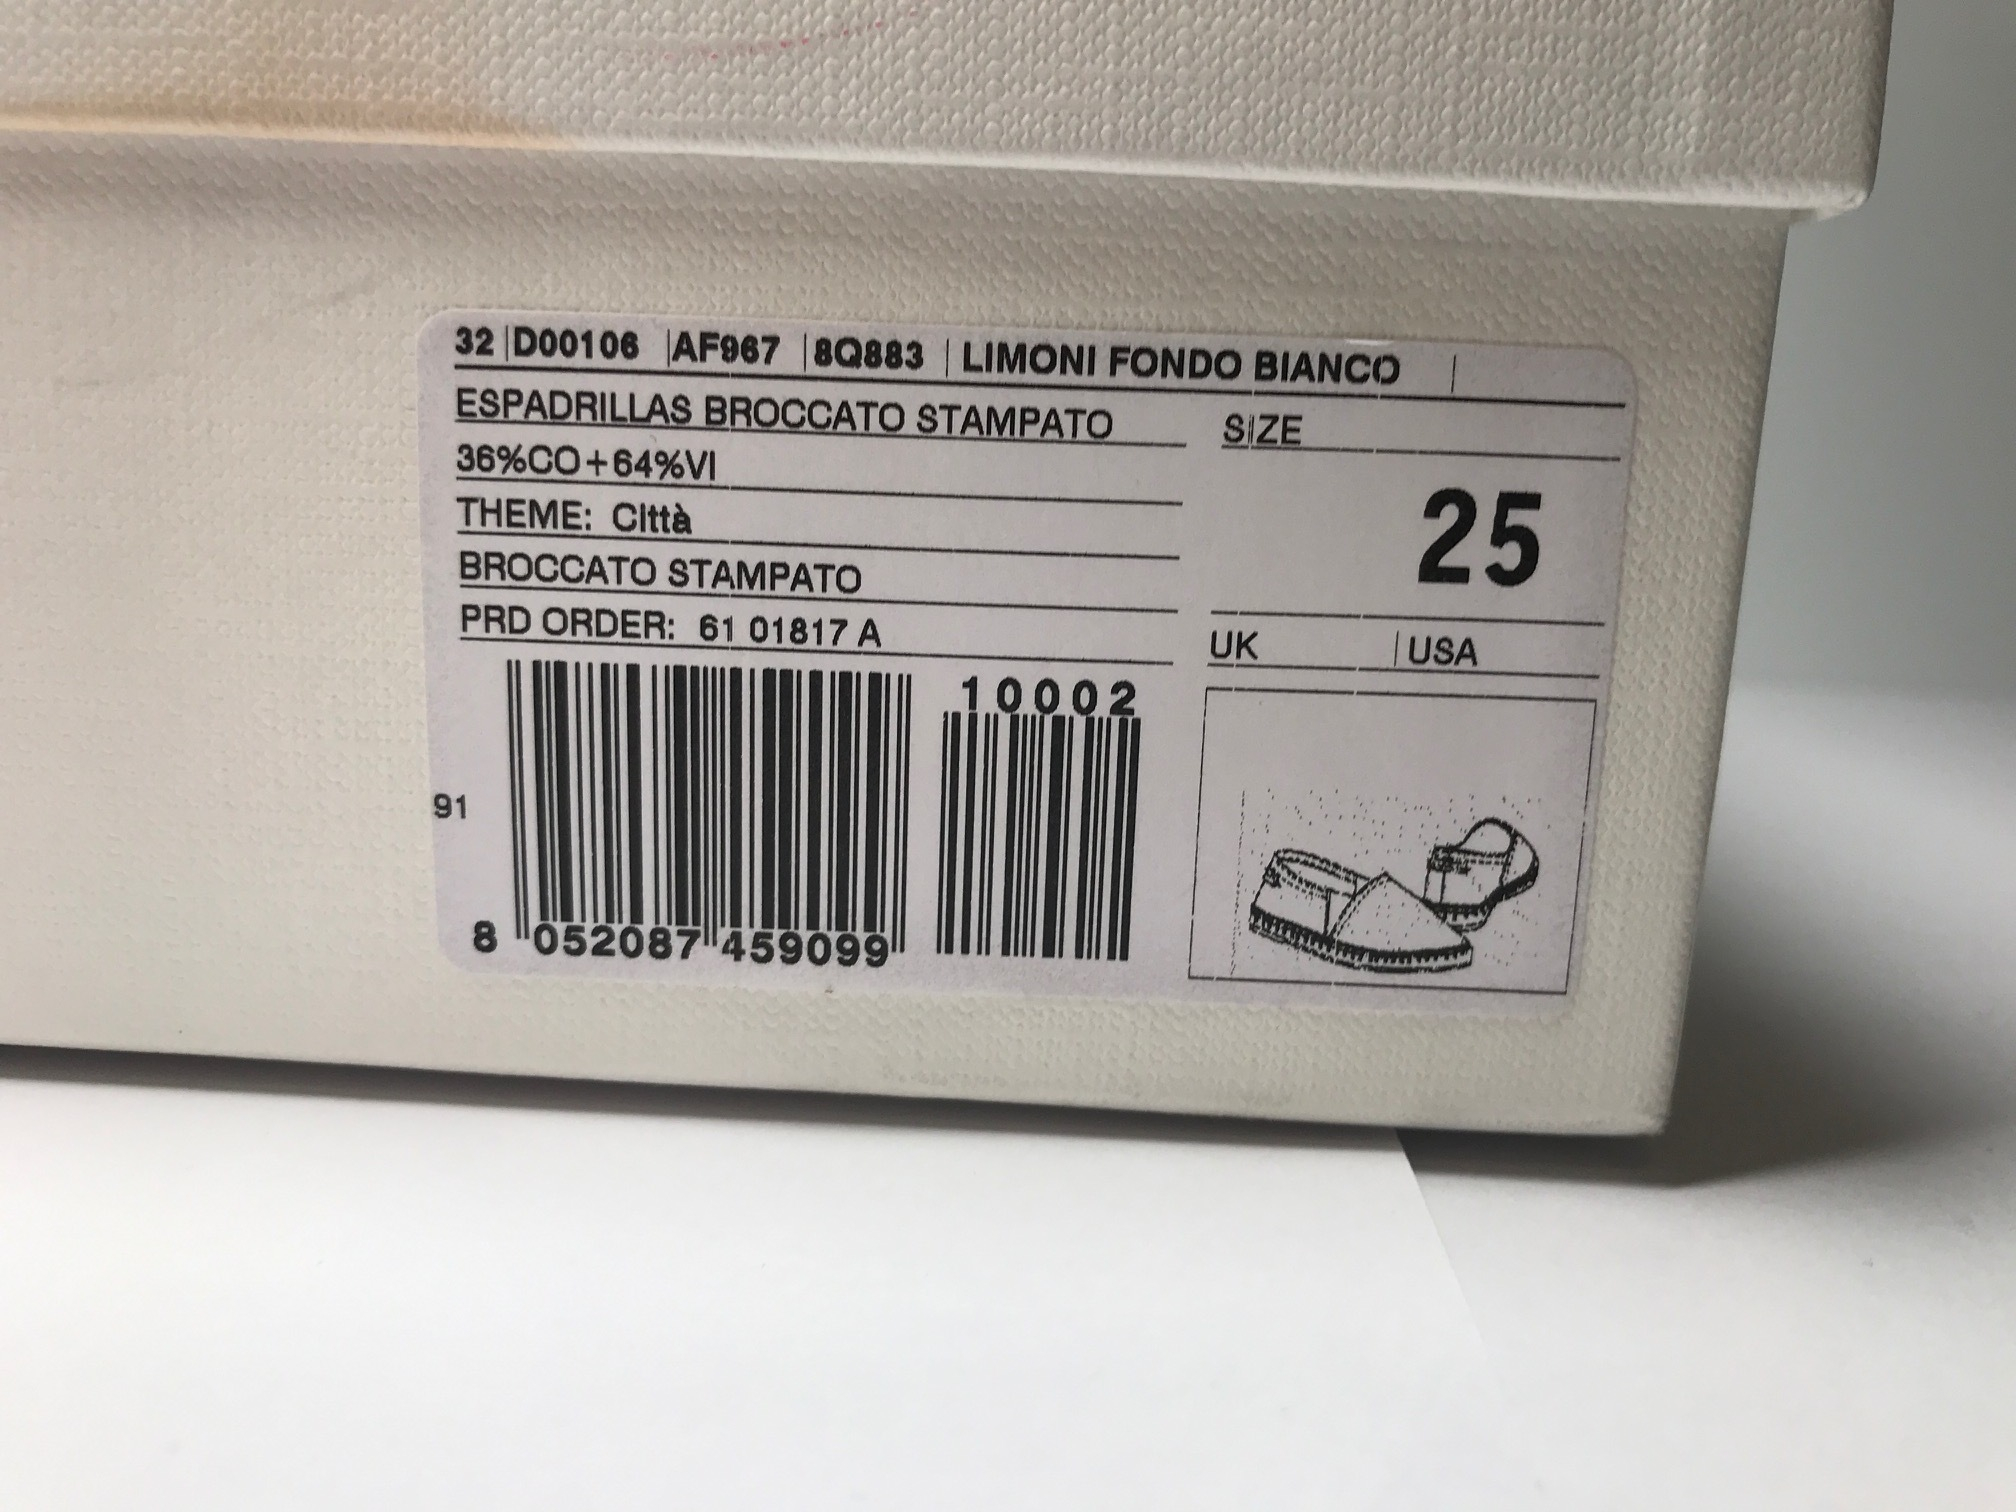 32 | D00106 | AF967 | 8Q883 | LIMONI FONDO BIANCO |
ESPADRILLAS BROCCATO STAMPATO
36%CO+64%VI
THEME: Città
BROCCATO STAMPATO
PRD ORDER: 61 01817 A
SIZE
25
UK | USA
10002
91
8 052087 459099